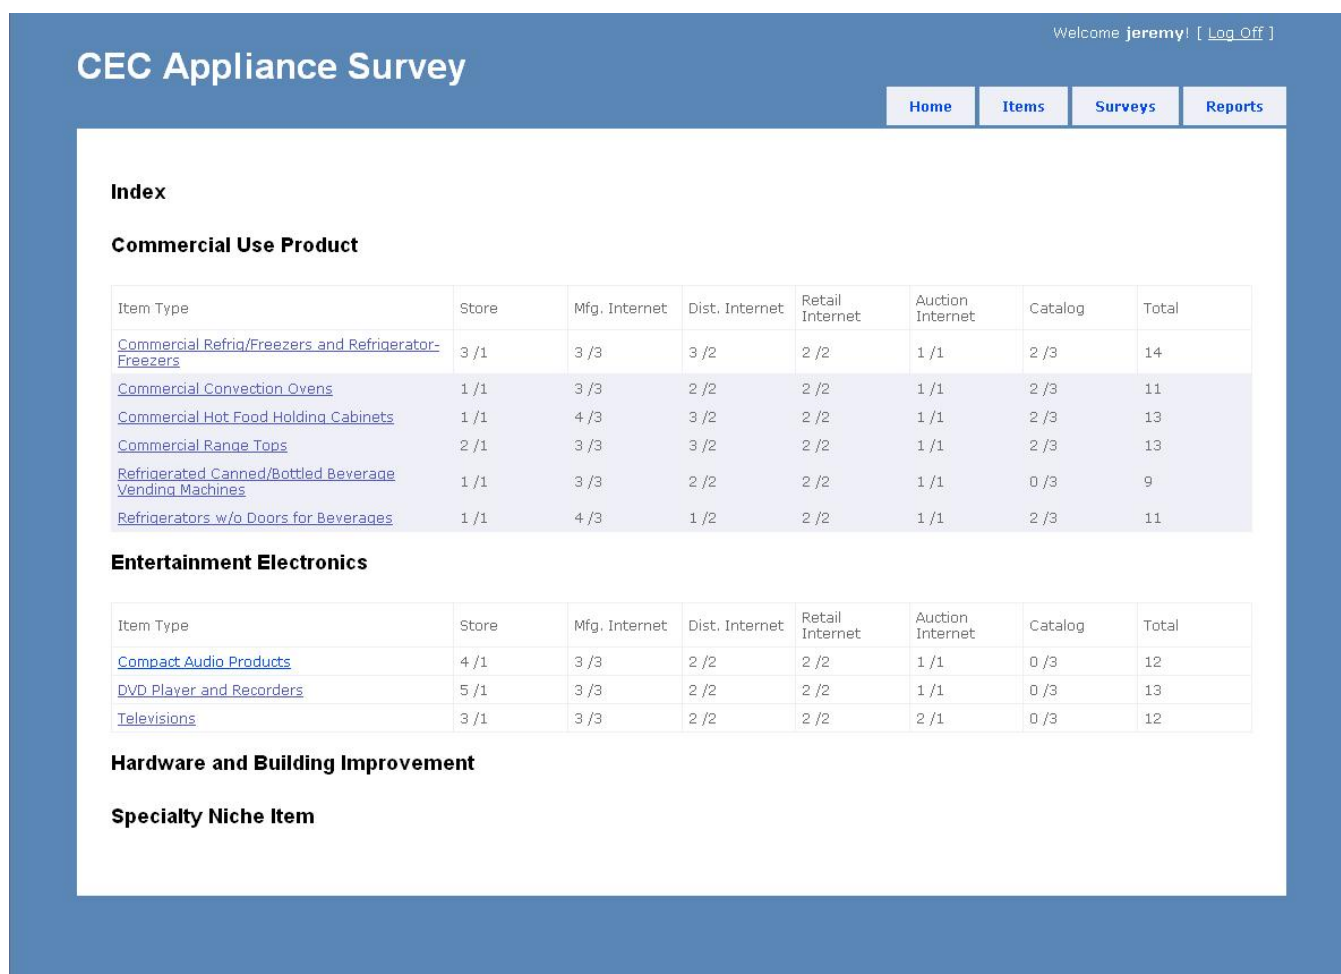 Welcome jeremy! [ Log Off ]
CEC Appliance Survey
Home Items Surveys Reports
Index
Commercial Use Product
Item Type Store Mfg. Internet Dist. Internet Retail Internet Auction Internet Catalog Total
Commercial Refrig/Freezers and Refrigerator-
Freezers 3 /1 3 /3 3 /2 2 /2 1 /1 2 /3 14
Commercial Convection Ovens 1 /1 3 /3 2 /2 2 /2 1 /1 2 /3 11
Commercial Hot Food Holding Cabinets 1 /1 4 /3 3 /2 2 /2 1 /1 2 /3 13
Commercial Range Tops 2 /1 3 /3 3 /2 2 /2 1 /1 2 /3 13
Refrigerated Canned/Bottled Beverage
Vending Machines 1 /1 3 /3 2 /2 2 /2 1 /1 0 /3 9
Refrigerators w/o Doors for Beverages 1 /1 4 /3 1 /2 2 /2 1 /1 2 /3 11
Entertainment Electronics
Item Type Store Mfg. Internet Dist. Internet Retail Internet Auction Internet Catalog Total
Compact Audio Products 4 /1 3 /3 2 /2 2 /2 1 /1 0 /3 12
DVD Player and Recorders 5 /1 3 /3 2 /2 2 /2 1 /1 0 /3 13
Televisions 3 /1 3 /3 2 /2 2 /2 2 /1 0 /3 12
Hardware and Building Improvement
Specialty Niche Item